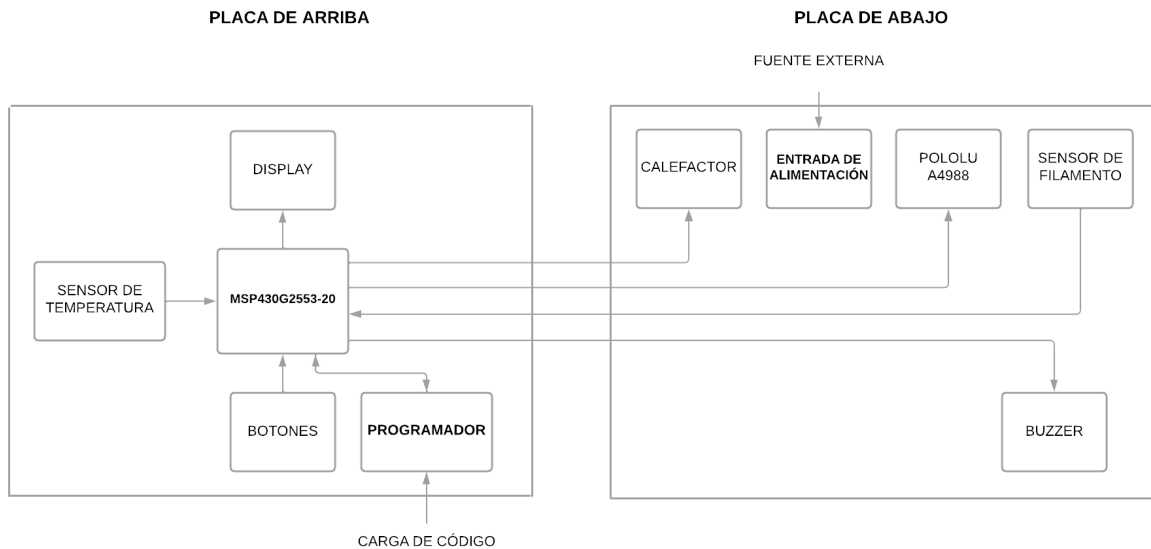 PLACA DE ARRIBA
PLACA DE ABAJO
FUENTE EXTERNA
DISPLAY
CALEFACTOR
ENTRADA DE
ALIMENTACIÓN
POLOLU
A4988
SENSOR DE
FILAMENTO
SENSOR DE
TEMPERATURA
MSP430G2553-20
BOTONES
PROGRAMADOR
BUZZER
CARGA DE CÓDIGO